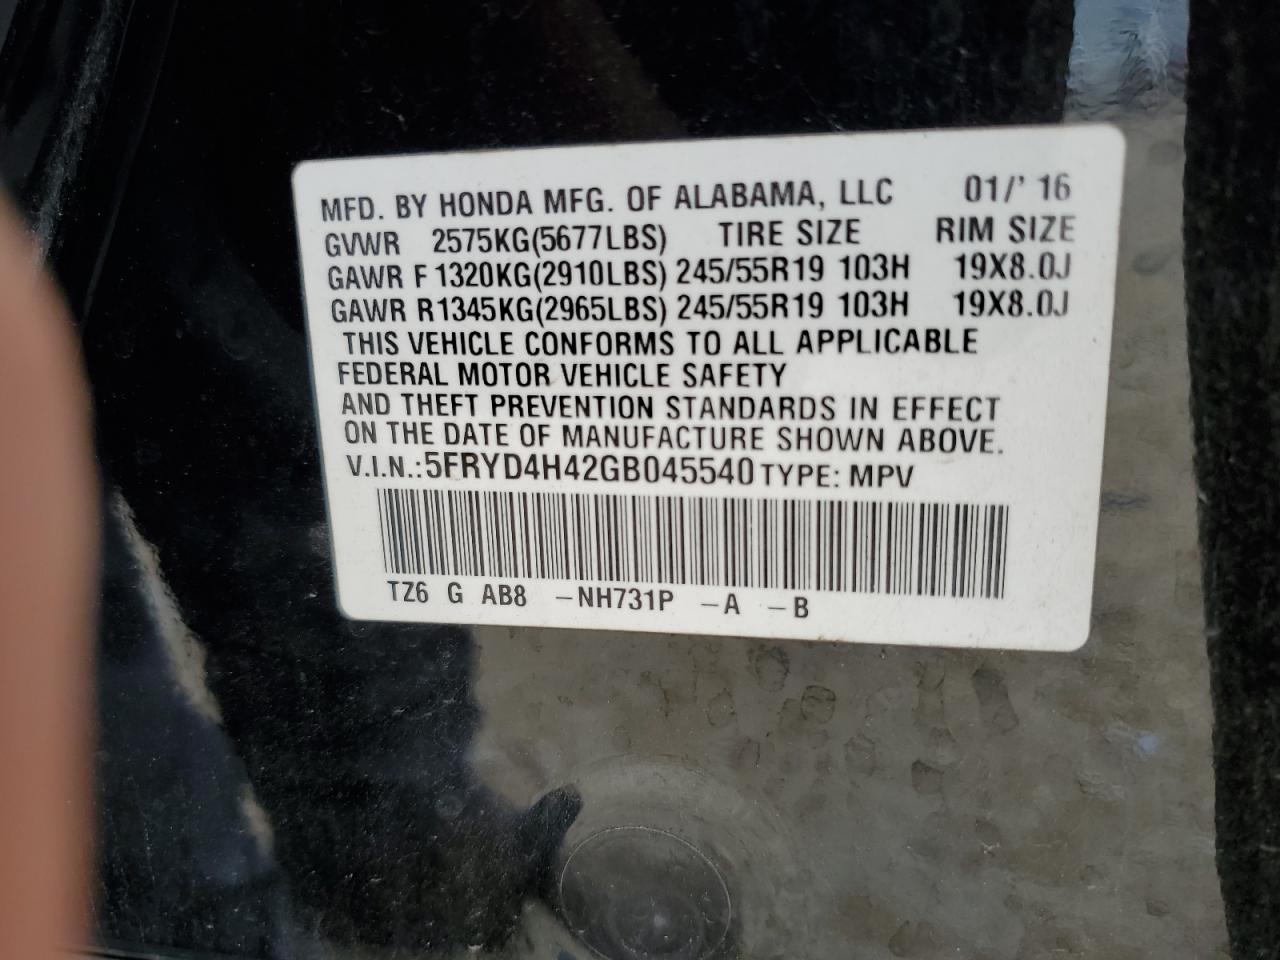 MFD. BY HONDA MFG. OF ALABAMA, LLC 01/' 16
GVWR 2575KG(5677LBS) TIRE SIZE RIM SIZE
GAWR F 1320KG(2910LBS) 245/55R19 103H 19X8.0J
GAWR R1345KG(2965LBS) 245/55R19 103H 19X8.0J
THIS VEHICLE CONFORMS TO ALL APPLICABLE
FEDERAL MOTOR VEHICLE SAFETY
AND THEFT PREVENTION STANDARDS IN EFFECT
ON THE DATE OF MANUFACTURE SHOWN ABOVE.
V.I.N.:5FRYD4H42GB045540 TYPE: MPV
TZ6 G AB8 -NH731P -A -B